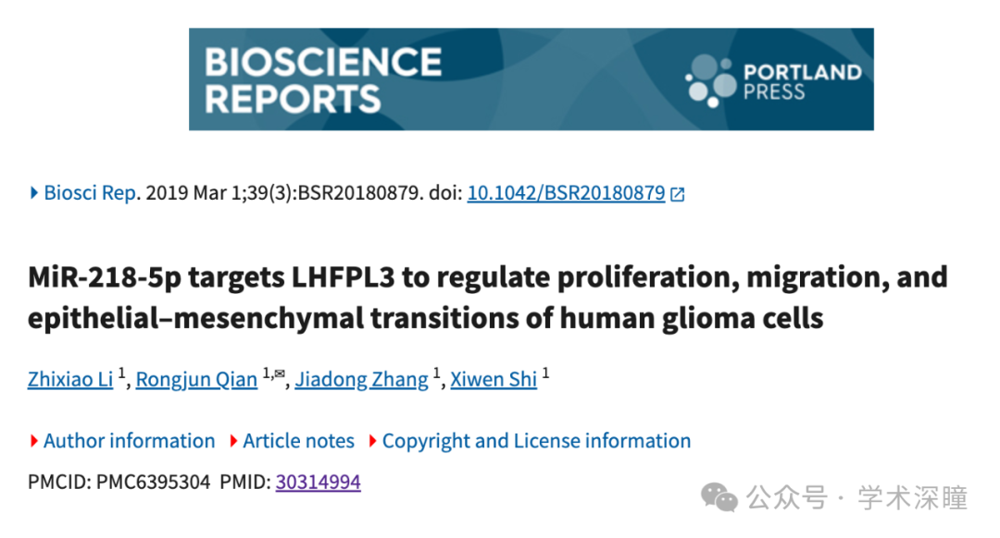 BIOSCIENCE
REPORTS
PORTLAND
PRESS
Biosci Rep. 2019 Mar 1;39(3):BSR20180879. doi: 10.1042/BSR20180879
MiR-218-5p targets LHFPL3 to regulate proliferation, migration, and
epithelial–mesenchymal transitions of human glioma cells
Zhixiao Li 1, Rongjun Qian 1,✉, Jiadong Zhang 1, Xiwen Shi 1
Author information Article notes Copyright and License information
PMCID: PMC6395304 PMID: 30314994
公众号 · 学术深瞳